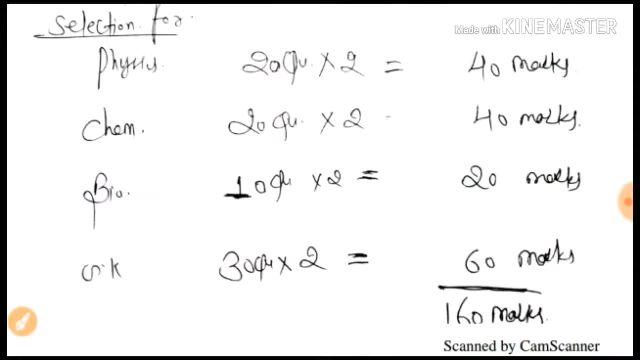 Selection for
Made with KINEMASTER
Physics 20 Qu. × 2 = 40 marks
Chem. 20 Qu. × 2 = 40 marks.
Bio. 10 Qu × 2 = 20 marks
G.K 30 Qu × 2 = 60 marks
160 marks.
Scanned by CamScanner